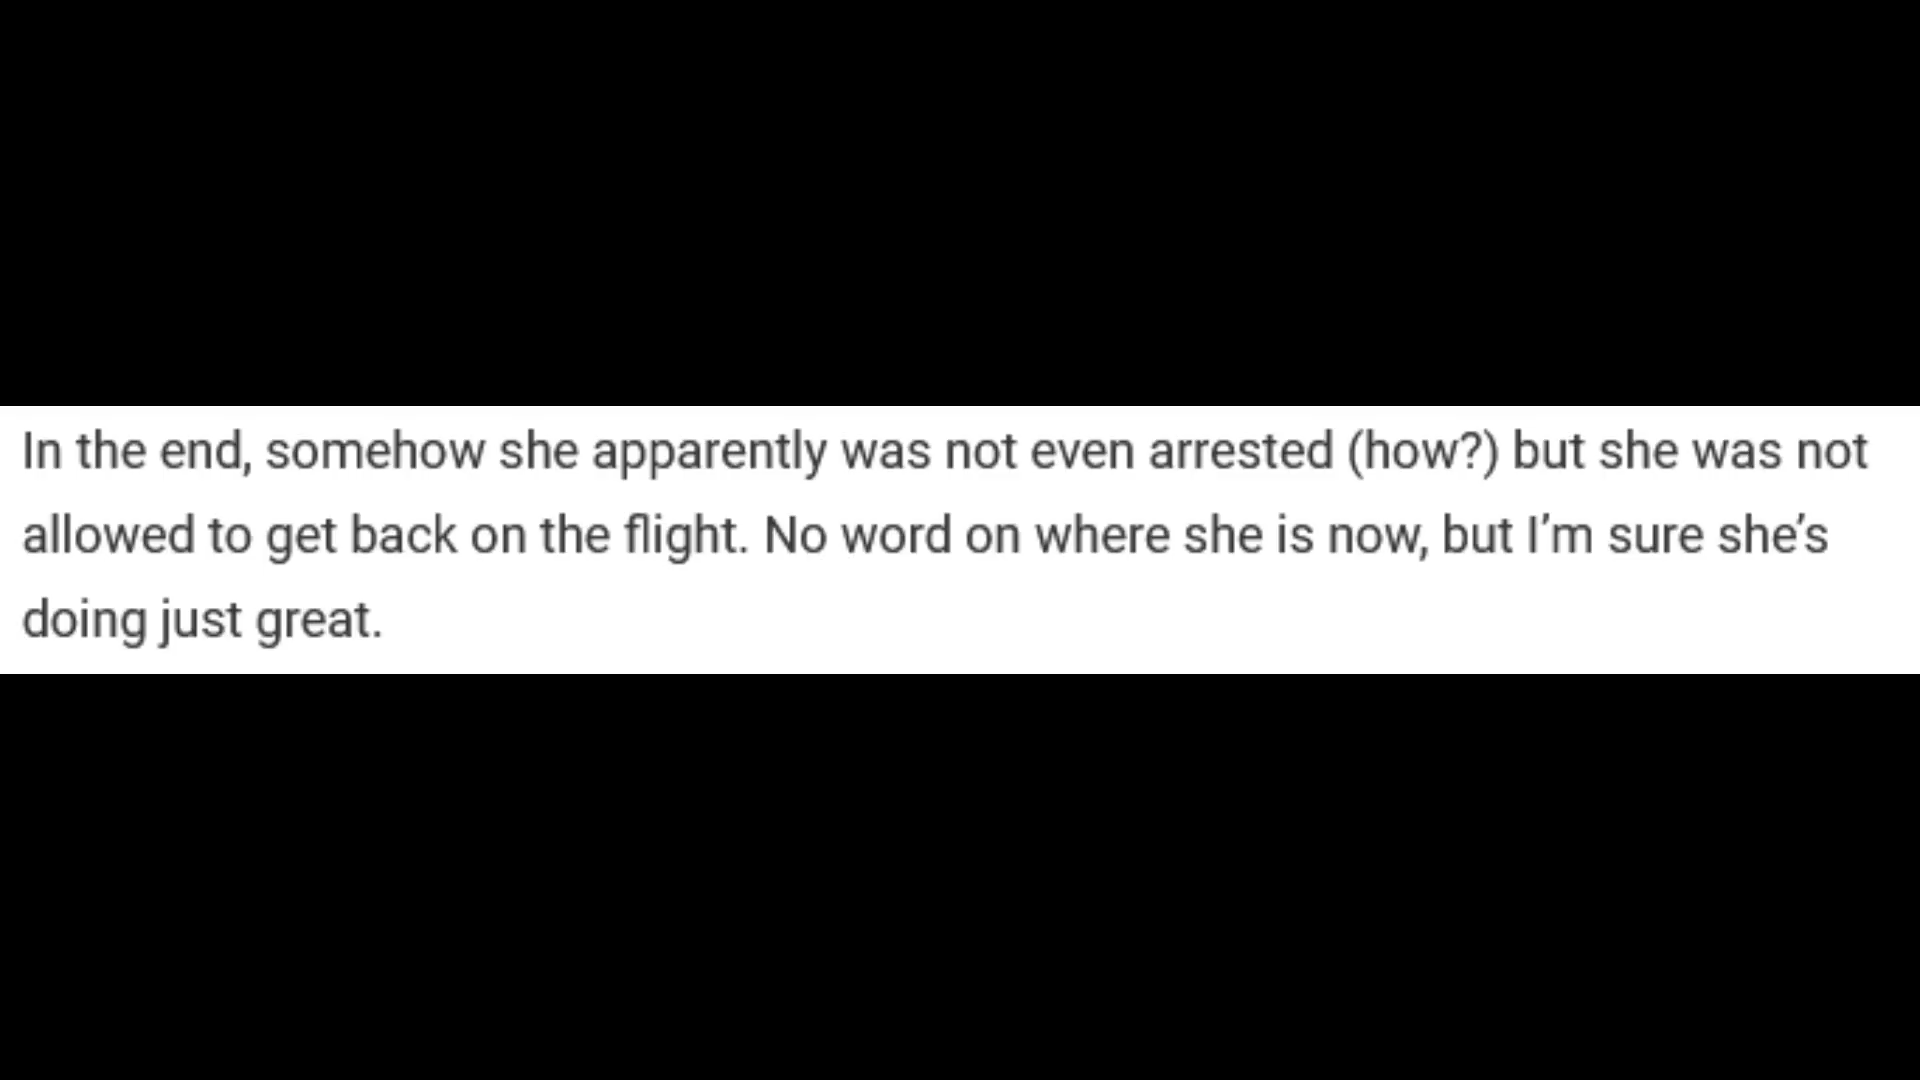 In the end, somehow she apparently was not even arrested (how?) but she was not
allowed to get back on the flight. No word on where she is now, but I’m sure she’s
doing just great.